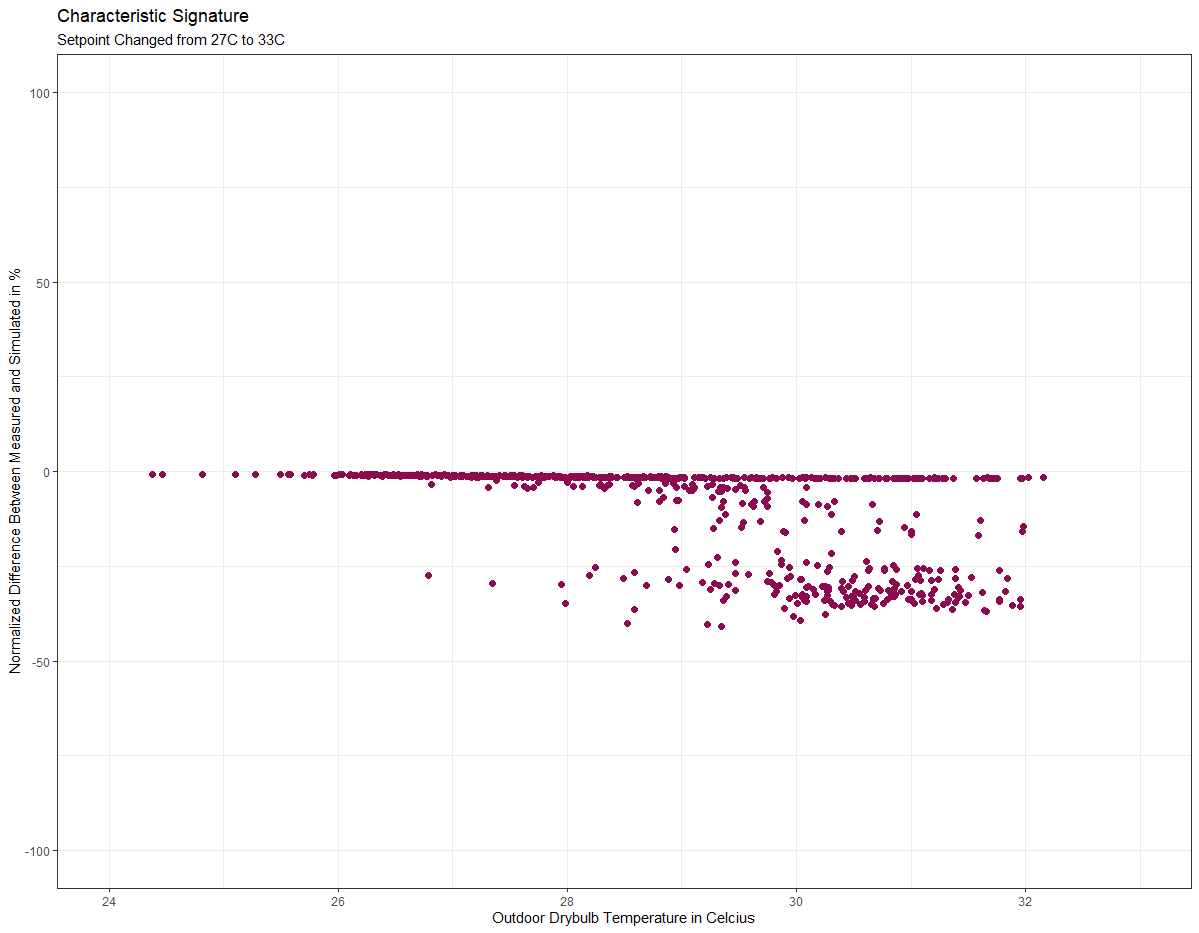 Characteristic Signature
Setpoint Changed from 27C to 33C
Normalized Difference Between Measured and Simulated in %
100
50
0
-50
-100
24
26
28
30
32
Outdoor Drybulb Temperature in Celcius